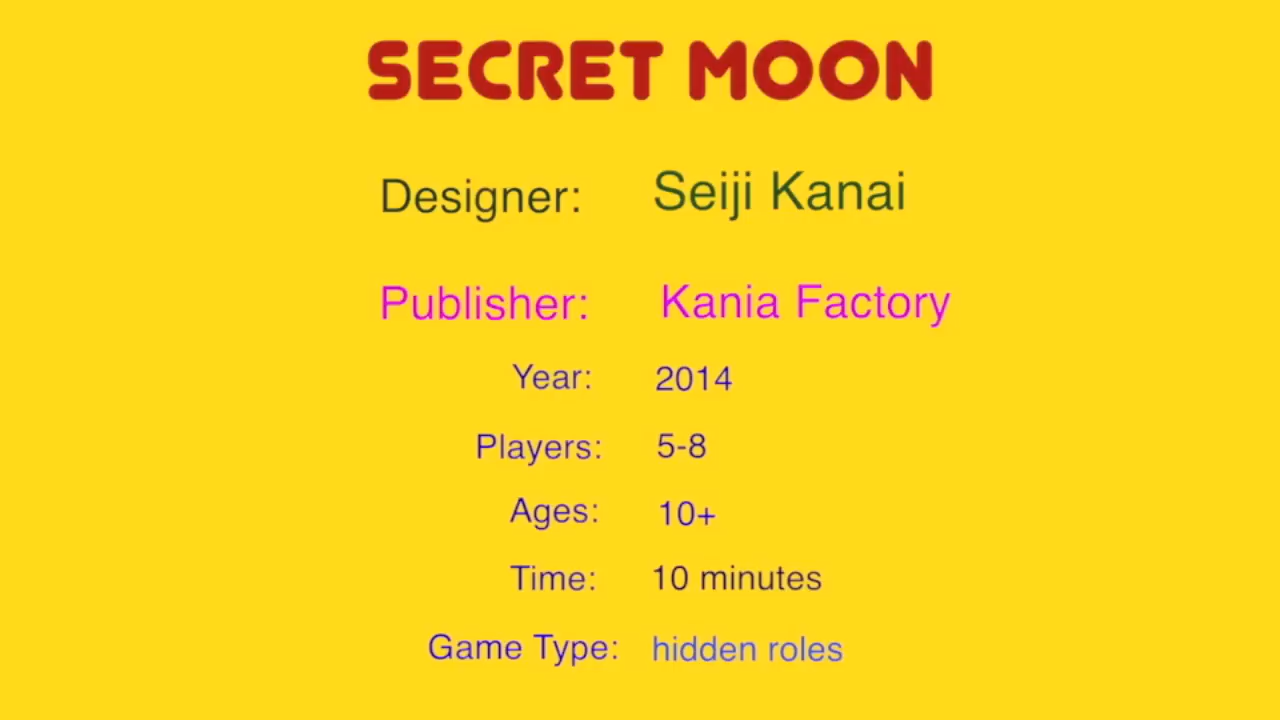 SECRET MOON
Designer: Seiji Kanai
Publisher: Kania Factory
Year: 2014
Players: 5-8
Ages: 10+
Time: 10 minutes
Game Type: hidden roles